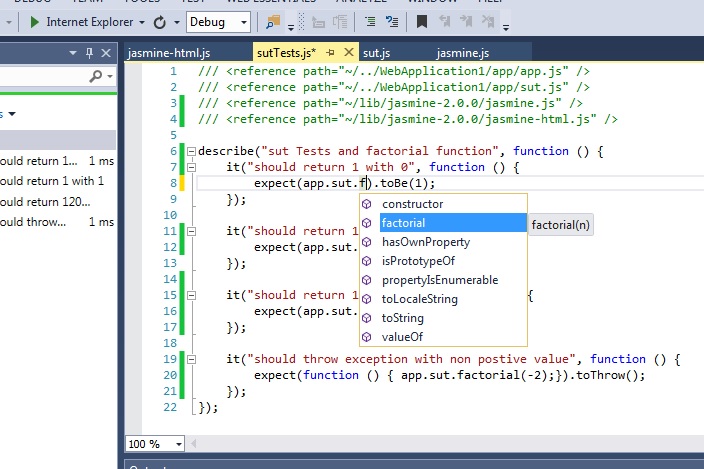 Internet Explorer
Debug
jasmine-html.js sutTests.js* sut.js jasmine.js
1 /// <reference path="~/../WebApplication1/app/app.js" />
2 /// <reference path="~/../WebApplication1/app/sut.js" />
3 /// <reference path="~/lib/jasmine-2.0.0/jasmine.js" />
4 /// <reference path="~/lib/jasmine-2.0.0/jasmine-html.js" />
5
6 describe("sut Tests and factorial function", function () {
7 it("should return 1 with 0", function () {
8 expect(app.sut.f).toBe(1);
9 });
10
11 it("should return 1
12 expect(app.sut.
13 });
14
15 it("should return 1 {
16 expect(app.sut.
17 });
18
19 it("should throw exception with non postive value", function () {
20 expect(function () { app.sut.factorial(-2);}).toThrow();
21 });
22 });
constructor
factorial
hasOwnProperty
isPrototypeOf
propertyIsEnumerable
toLocaleString
toString
valueOf
factorial(n)
ould return 1... 1 ms
ould return 1 with 1
ould return 120...
ould throw... 1 ms
100 %